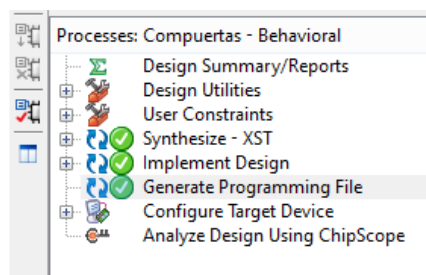 Processes: Compuertas - Behavioral
Design Summary/Reports
Design Utilities
User Constraints
Synthesize - XST
Implement Design
Generate Programming File
Configure Target Device
Analyze Design Using ChipScope